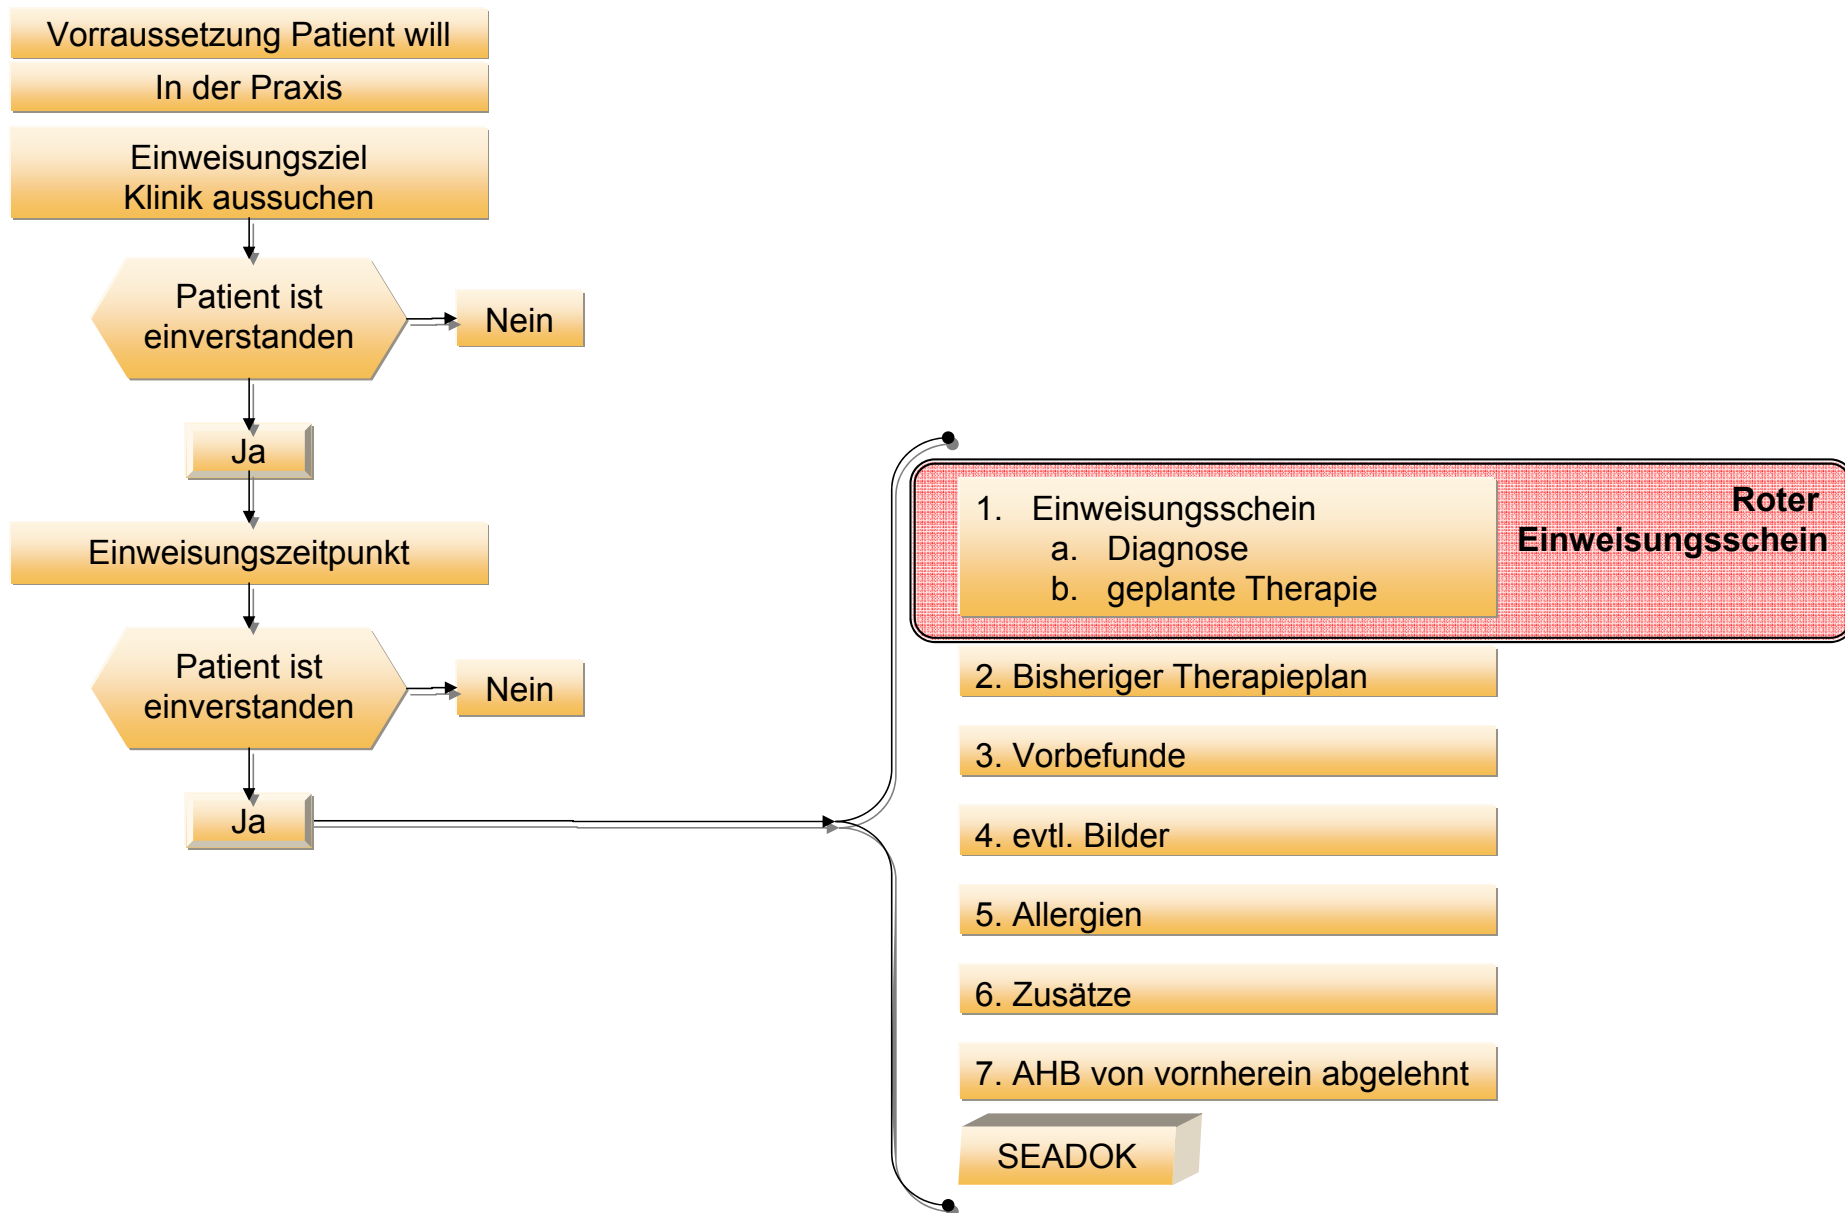 Vorraussetzung Patient will
In der Praxis
Einweisungsziel
Klinik aussuchen
Patient ist
einverstanden
Nein
Ja
Einweisungszeitpunkt
Patient ist
einverstanden
Nein
Ja
1. Einweisungsschein
a. Diagnose
b. geplante Therapie
Roter
Einweisungsschein
2. Bisheriger Therapieplan
3. Vorbefunde
4. evtl. Bilder
5. Allergien
6. Zusätze
7. AHB von vornherein abgelehnt
SEADOK